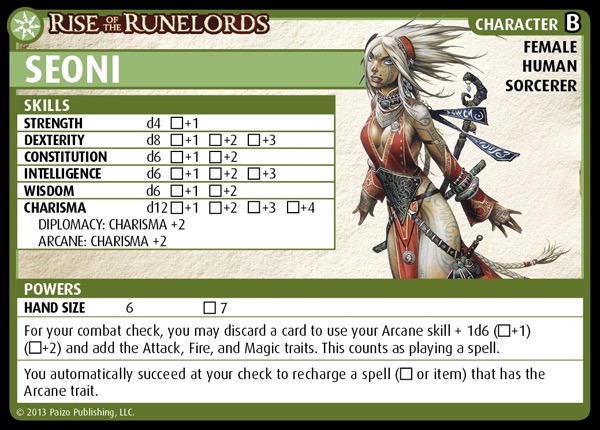 RISE OF THE RUNELORDS
CHARACTER B
FEMALE
HUMAN
SORCERER
SEONI
SKILLS
STRENGTH d4 ☐+1
DEXTERITY d8 ☐+1 ☐+2 ☐+3
CONSTITUTION d6 ☐+1 ☐+2
INTELLIGENCE d6 ☐+1 ☐+2 ☐+3
WISDOM d6 ☐+1 ☐+2
CHARISMA d12 ☐+1 ☐+2 ☐+3 ☐+4
DIPLOMACY: CHARISMA +2
ARCANE: CHARISMA +2
POWERS
HAND SIZE 6 ☐ 7
For your combat check, you may discard a card to use your Arcane skill + 1d6 (☐+1)
(☐+2) and add the Attack, Fire, and Magic traits. This counts as playing a spell.
You automatically succeed at your check to recharge a spell (☐ or item) that has the
Arcane trait.
© 2013 Paizo Publishing, LLC.